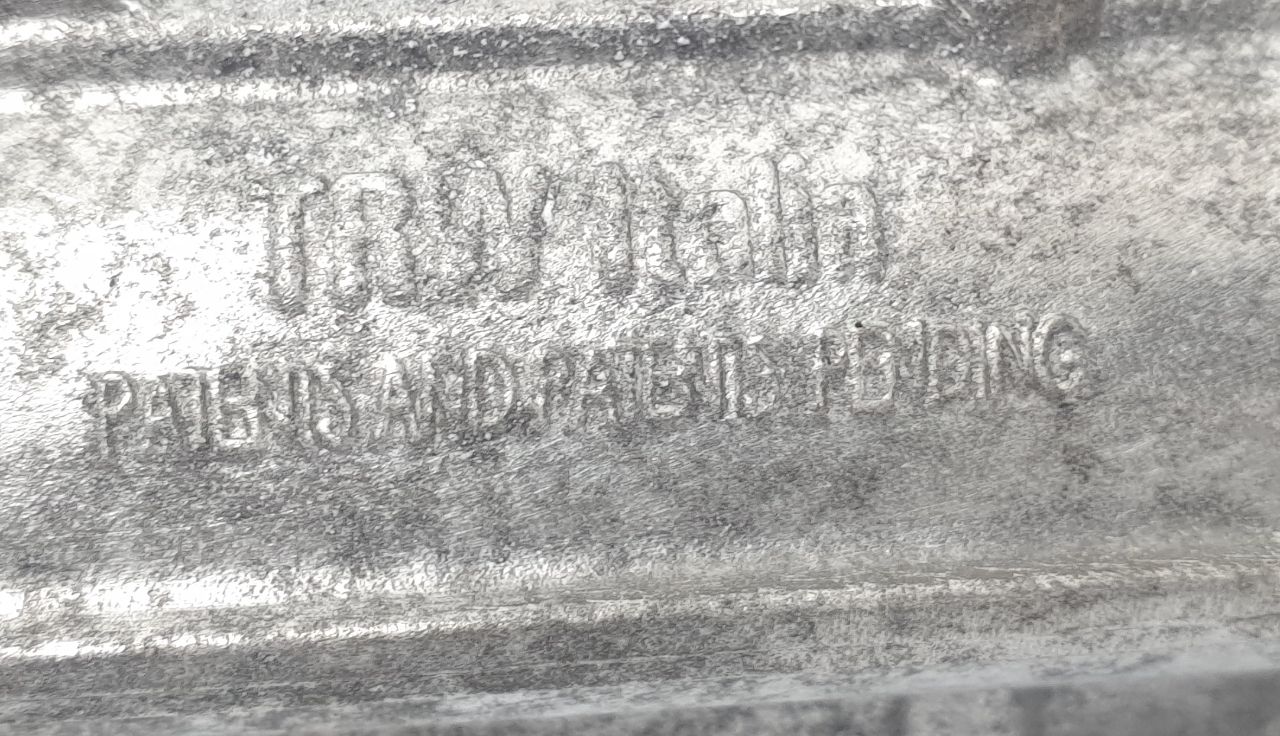 TRW Italia
PATENTS AND PATENTS PENDING